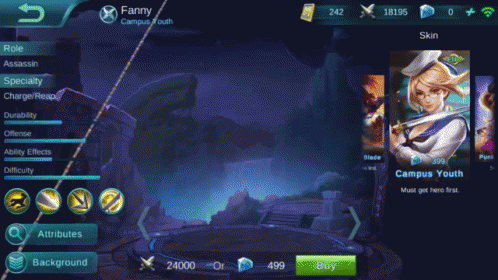 Fanny
Campus Youth
242
18195
0
Role
Assassin
Specialty
Charge/Reap
Durability
Offense
Ability Effects
Difficulty
Attributes
Background
24000 Or 499
Buy
Skin
Blade
399
Campus Youth
Must get hero first.